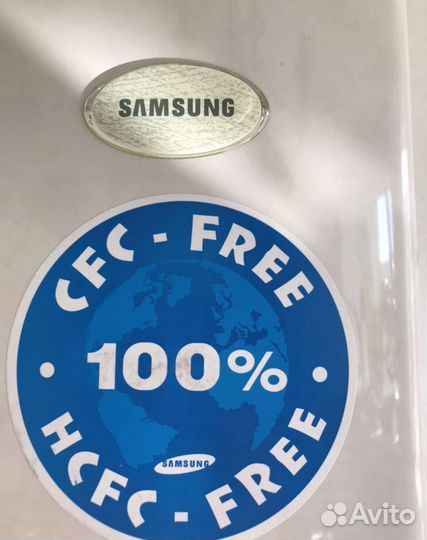 SAMSUNG
CFC - FREE
100%
SAMSUNG
HCFC - FREE
Avito